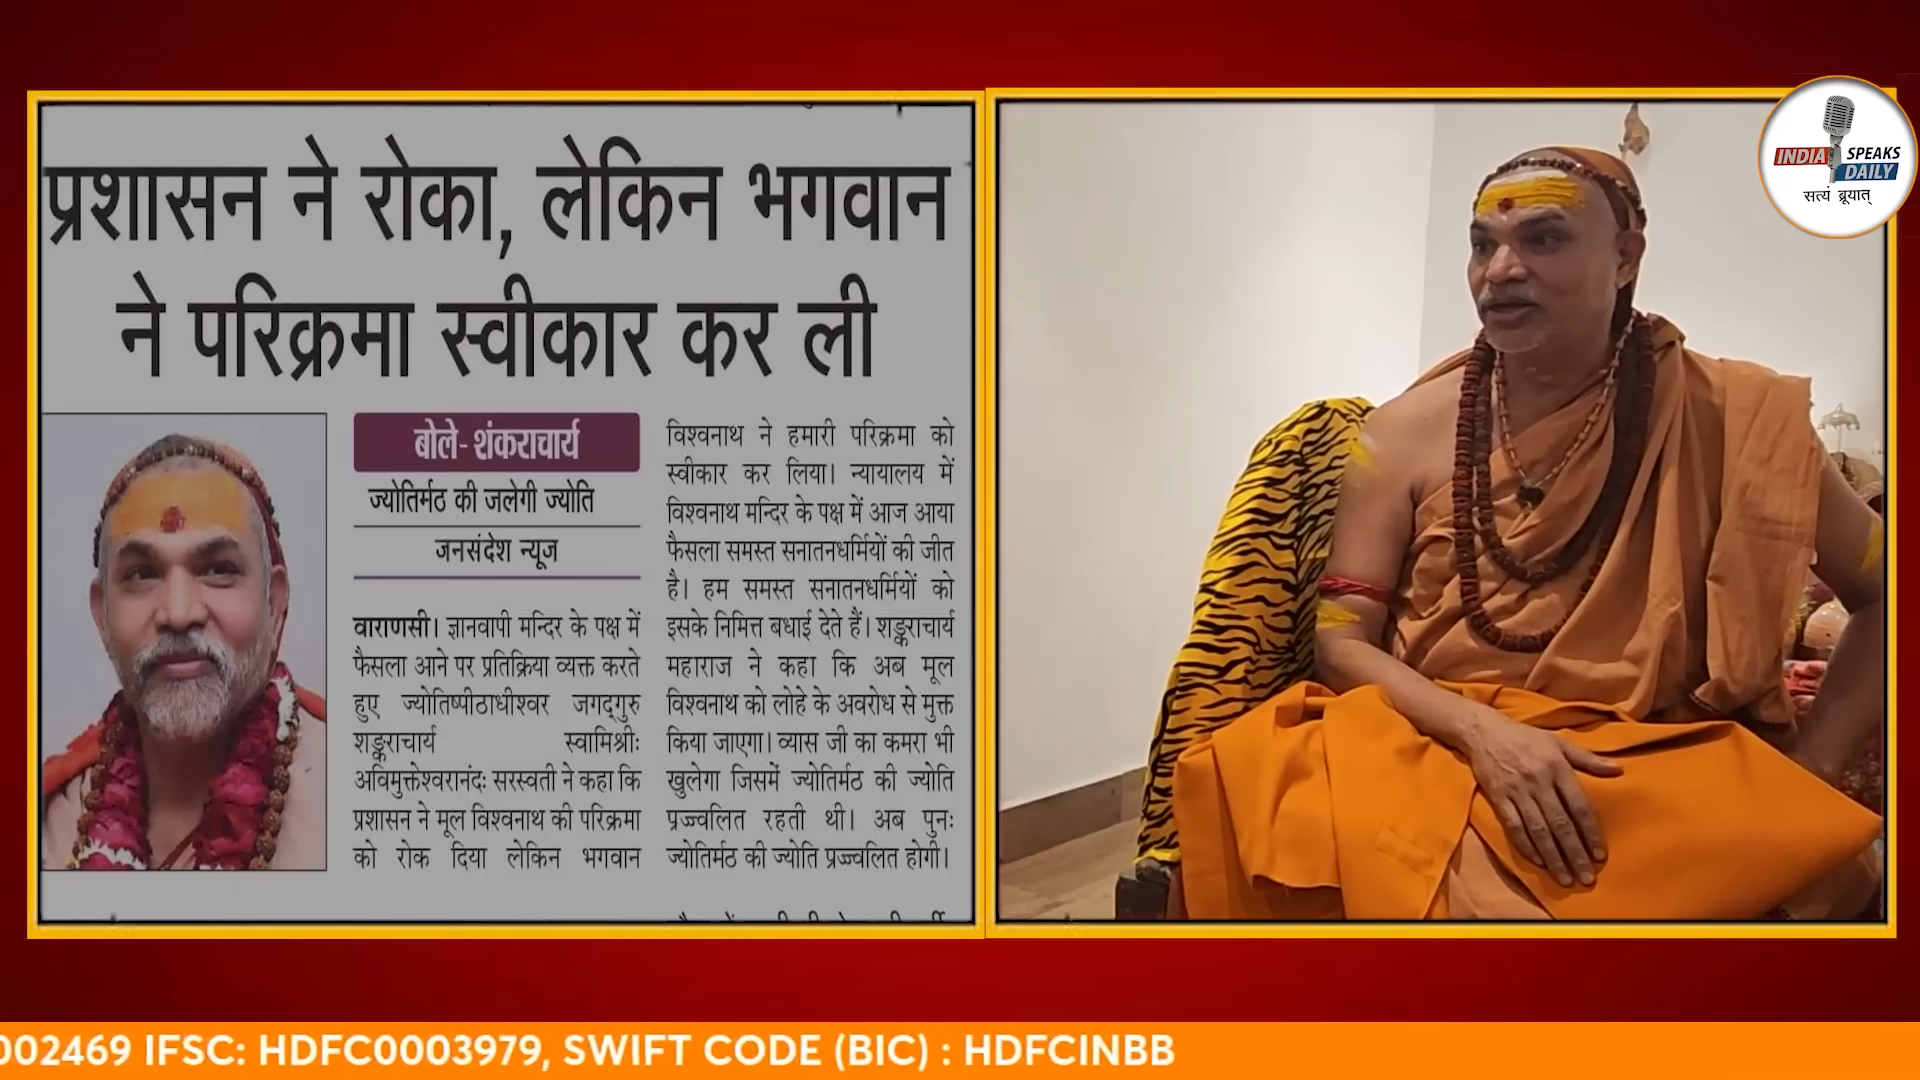 प्रशासन ने रोका, लेकिन भगवान
ने परिक्रमा स्वीकार कर ली
बोले- शंकराचार्य
ज्योतिर्मठ की जलेगी ज्योति
जनसंदेश न्यूज
वाराणसी। ज्ञानवापी मन्दिर के पक्ष में
फैसला आने पर प्रतिक्रिया व्यक्त करते
हुए ज्योतिष्पीठाधीश्वर जगद्गुरु
शङ्कराचार्य स्वामिश्रीः
अविमुक्तेश्वरानंदः सरस्वती ने कहा कि
प्रशासन ने मूल विश्वनाथ की परिक्रमा
को रोक दिया लेकिन भगवान
विश्वनाथ ने हमारी परिक्रमा को
स्वीकार कर लिया। न्यायालय में
विश्वनाथ मन्दिर के पक्ष में आज आया
फैसला समस्त सनातनधर्मियों की जीत
है। हम समस्त सनातनधर्मियों को
इसके निमित्त बधाई देते हैं। शङ्कराचार्य
महाराज ने कहा कि अब मूल
विश्वनाथ को लोहे के अवरोध से मुक्त
किया जाएगा। व्यास जी का कमरा भी
खुलेगा जिसमें ज्योतिर्मठ की ज्योति
प्रज्ज्वलित रहती थी। अब पुनः
ज्योतिर्मठ की ज्योति प्रज्ज्वलित होगी।
INDIA SPEAKS
DAILY
सत्यं ब्रूयात्
002469 IFSC: HDFC0003979, SWIFT CODE (BIC) : HDFCINBB